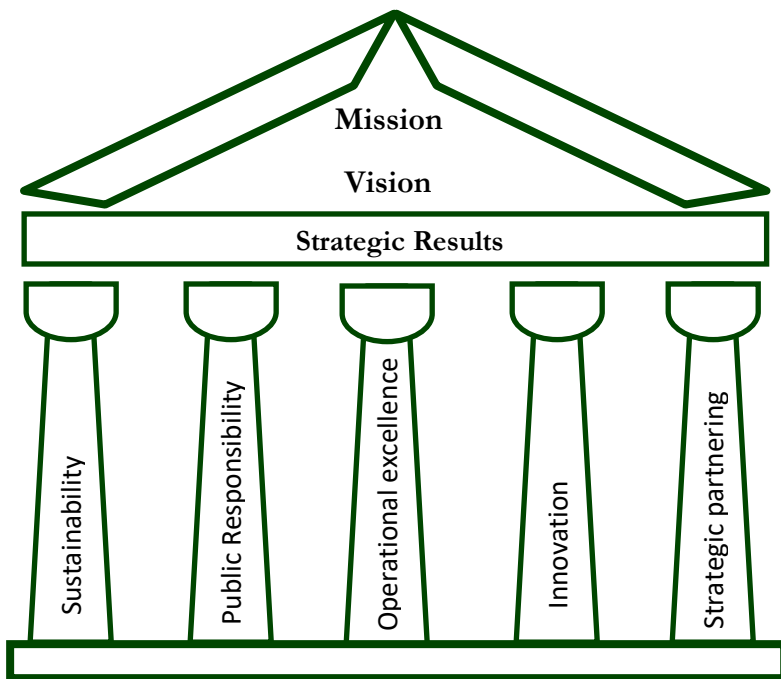 Mission
Vision
Strategic Results
Sustainability
Public Responsibility
Operational excellence
Innovation
Strategic partnering